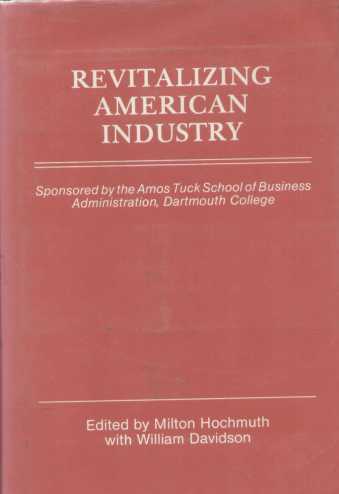 REVITALIZING
AMERICAN
INDUSTRY
Sponsored by the Amos Tuck School of Business
Administration, Dartmouth College
Edited by Milton Hochmuth
with William Davidson